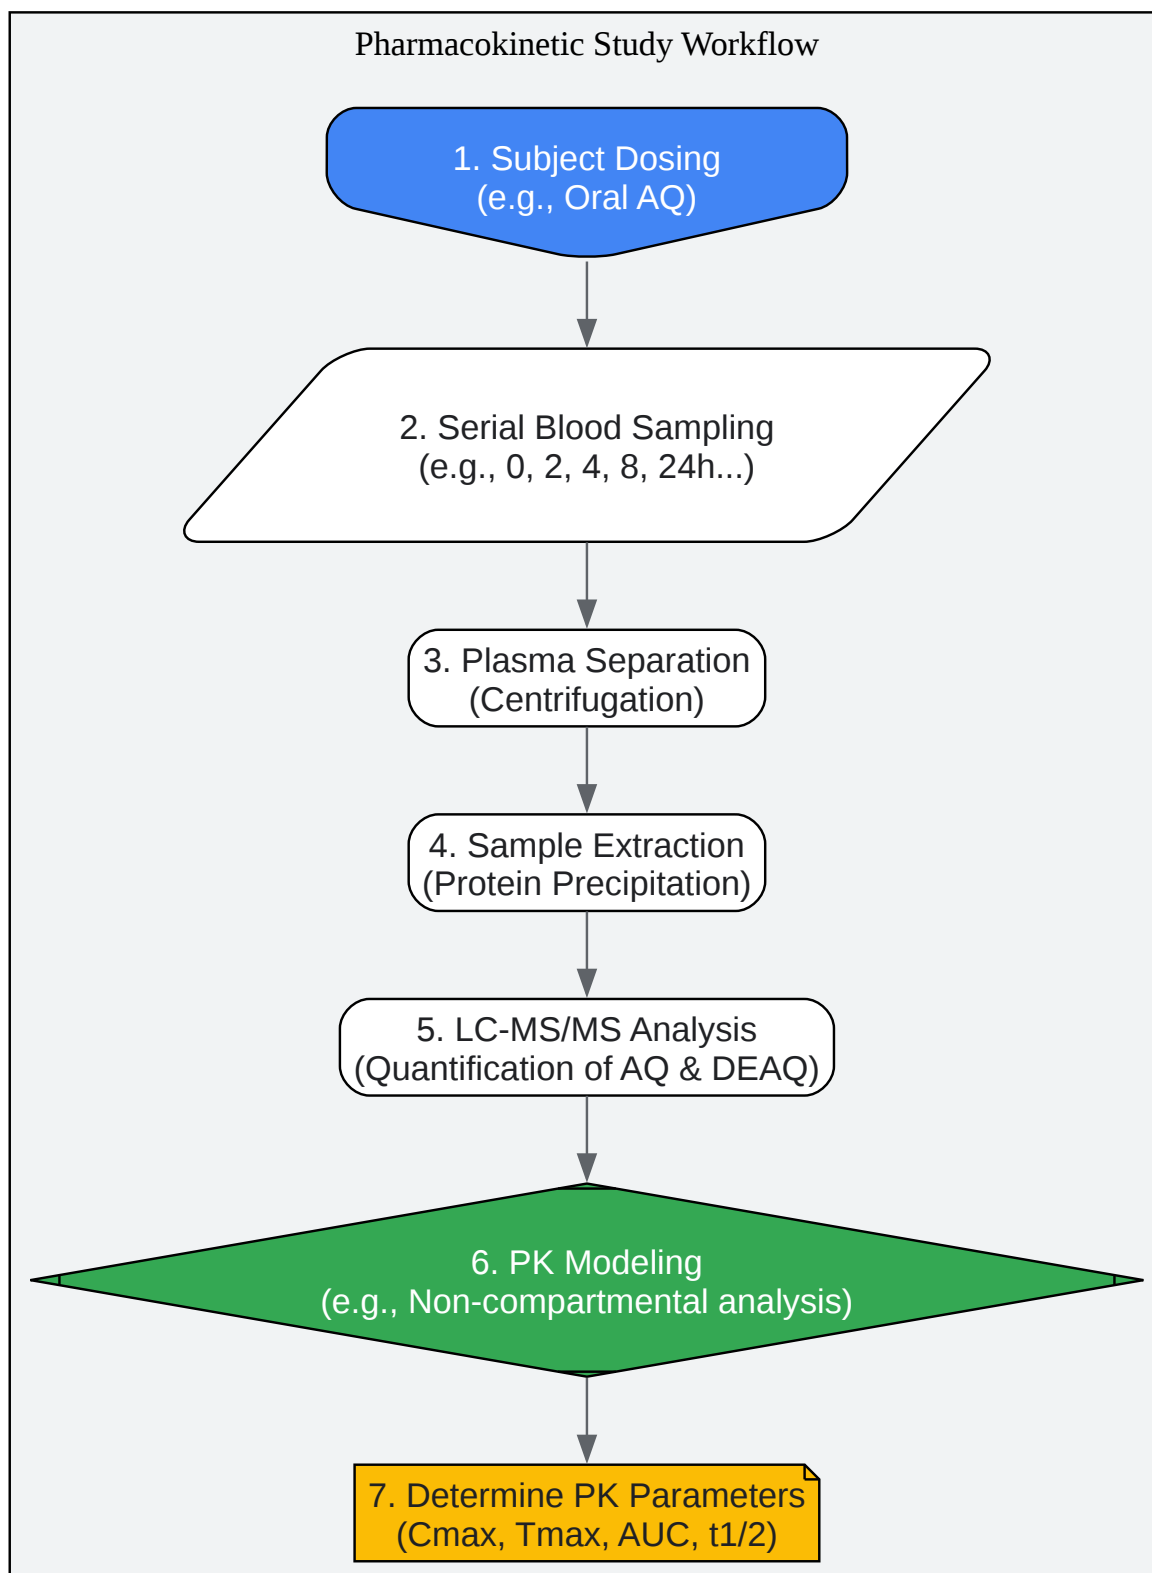 Pharmacokinetic Study Workflow
1. Subject Dosing
(e.g., Oral AQ)
2. Serial Blood Sampling
(e.g., 0, 2, 4, 8, 24h...)
3. Plasma Separation
(Centrifugation)
4. Sample Extraction
(Protein Precipitation)
5. LC-MS/MS Analysis
(Quantification of AQ & DEAQ)
6. PK Modeling
(e.g., Non-compartmental analysis)
7. Determine PK Parameters
(Cmax, Tmax, AUC, t1/2)